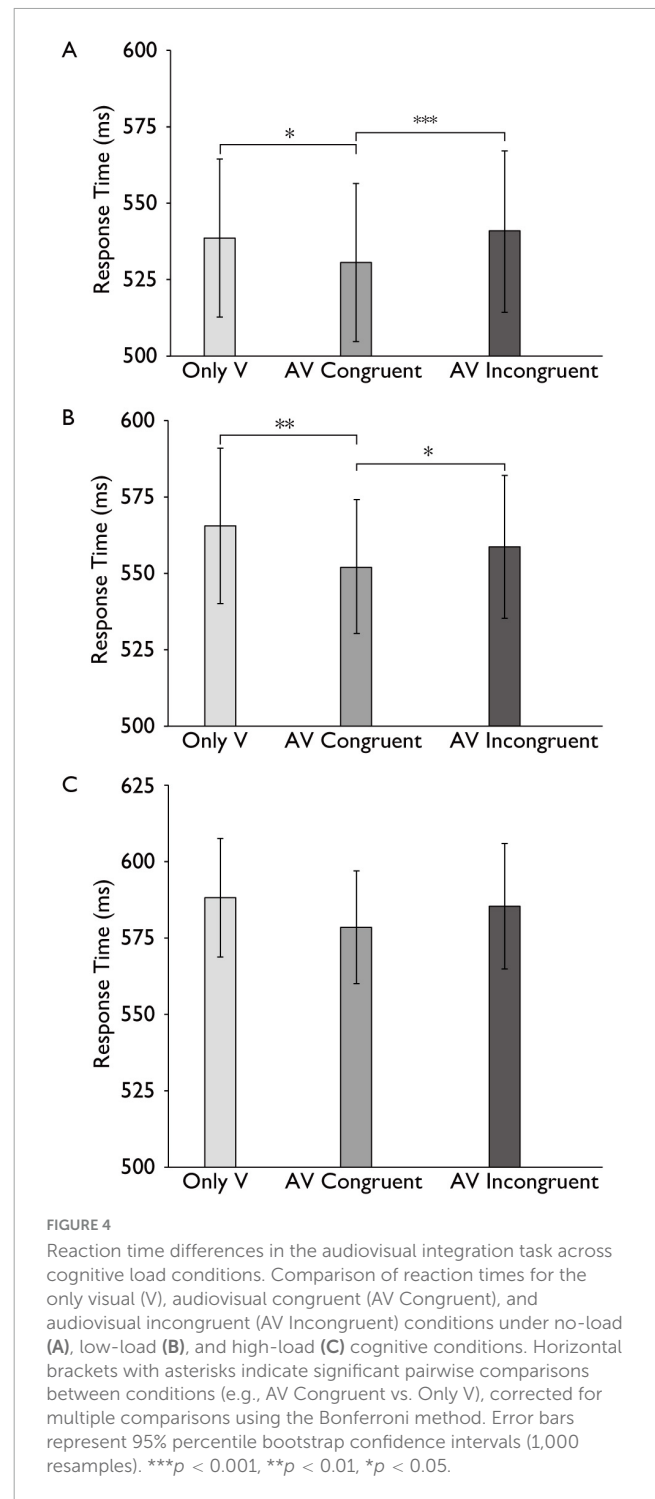 A
600
575
550
525
500
Response Time (ms)
*
***
Only V AV Congruent AV Incongruent
B
600
575
550
525
500
Response Time (ms)
**
*
Only V AV Congruent AV Incongruent
C
625
600
575
550
525
500
Response Time (ms)
Only V AV Congruent AV Incongruent
FIGURE 4
Reaction time differences in the audiovisual integration task across
cognitive load conditions. Comparison of reaction times for the
only visual (V), audiovisual congruent (AV Congruent), and
audiovisual incongruent (AV Incongruent) conditions under no-load
(A), low-load (B), and high-load (C) cognitive conditions. Horizontal
brackets with asterisks indicate significant pairwise comparisons
between conditions (e.g., AV Congruent vs. Only V), corrected for
multiple comparisons using the Bonferroni method. Error bars
represent 95% percentile bootstrap confidence intervals (1,000
resamples). ***p < 0.001, **p < 0.01, *p < 0.05.